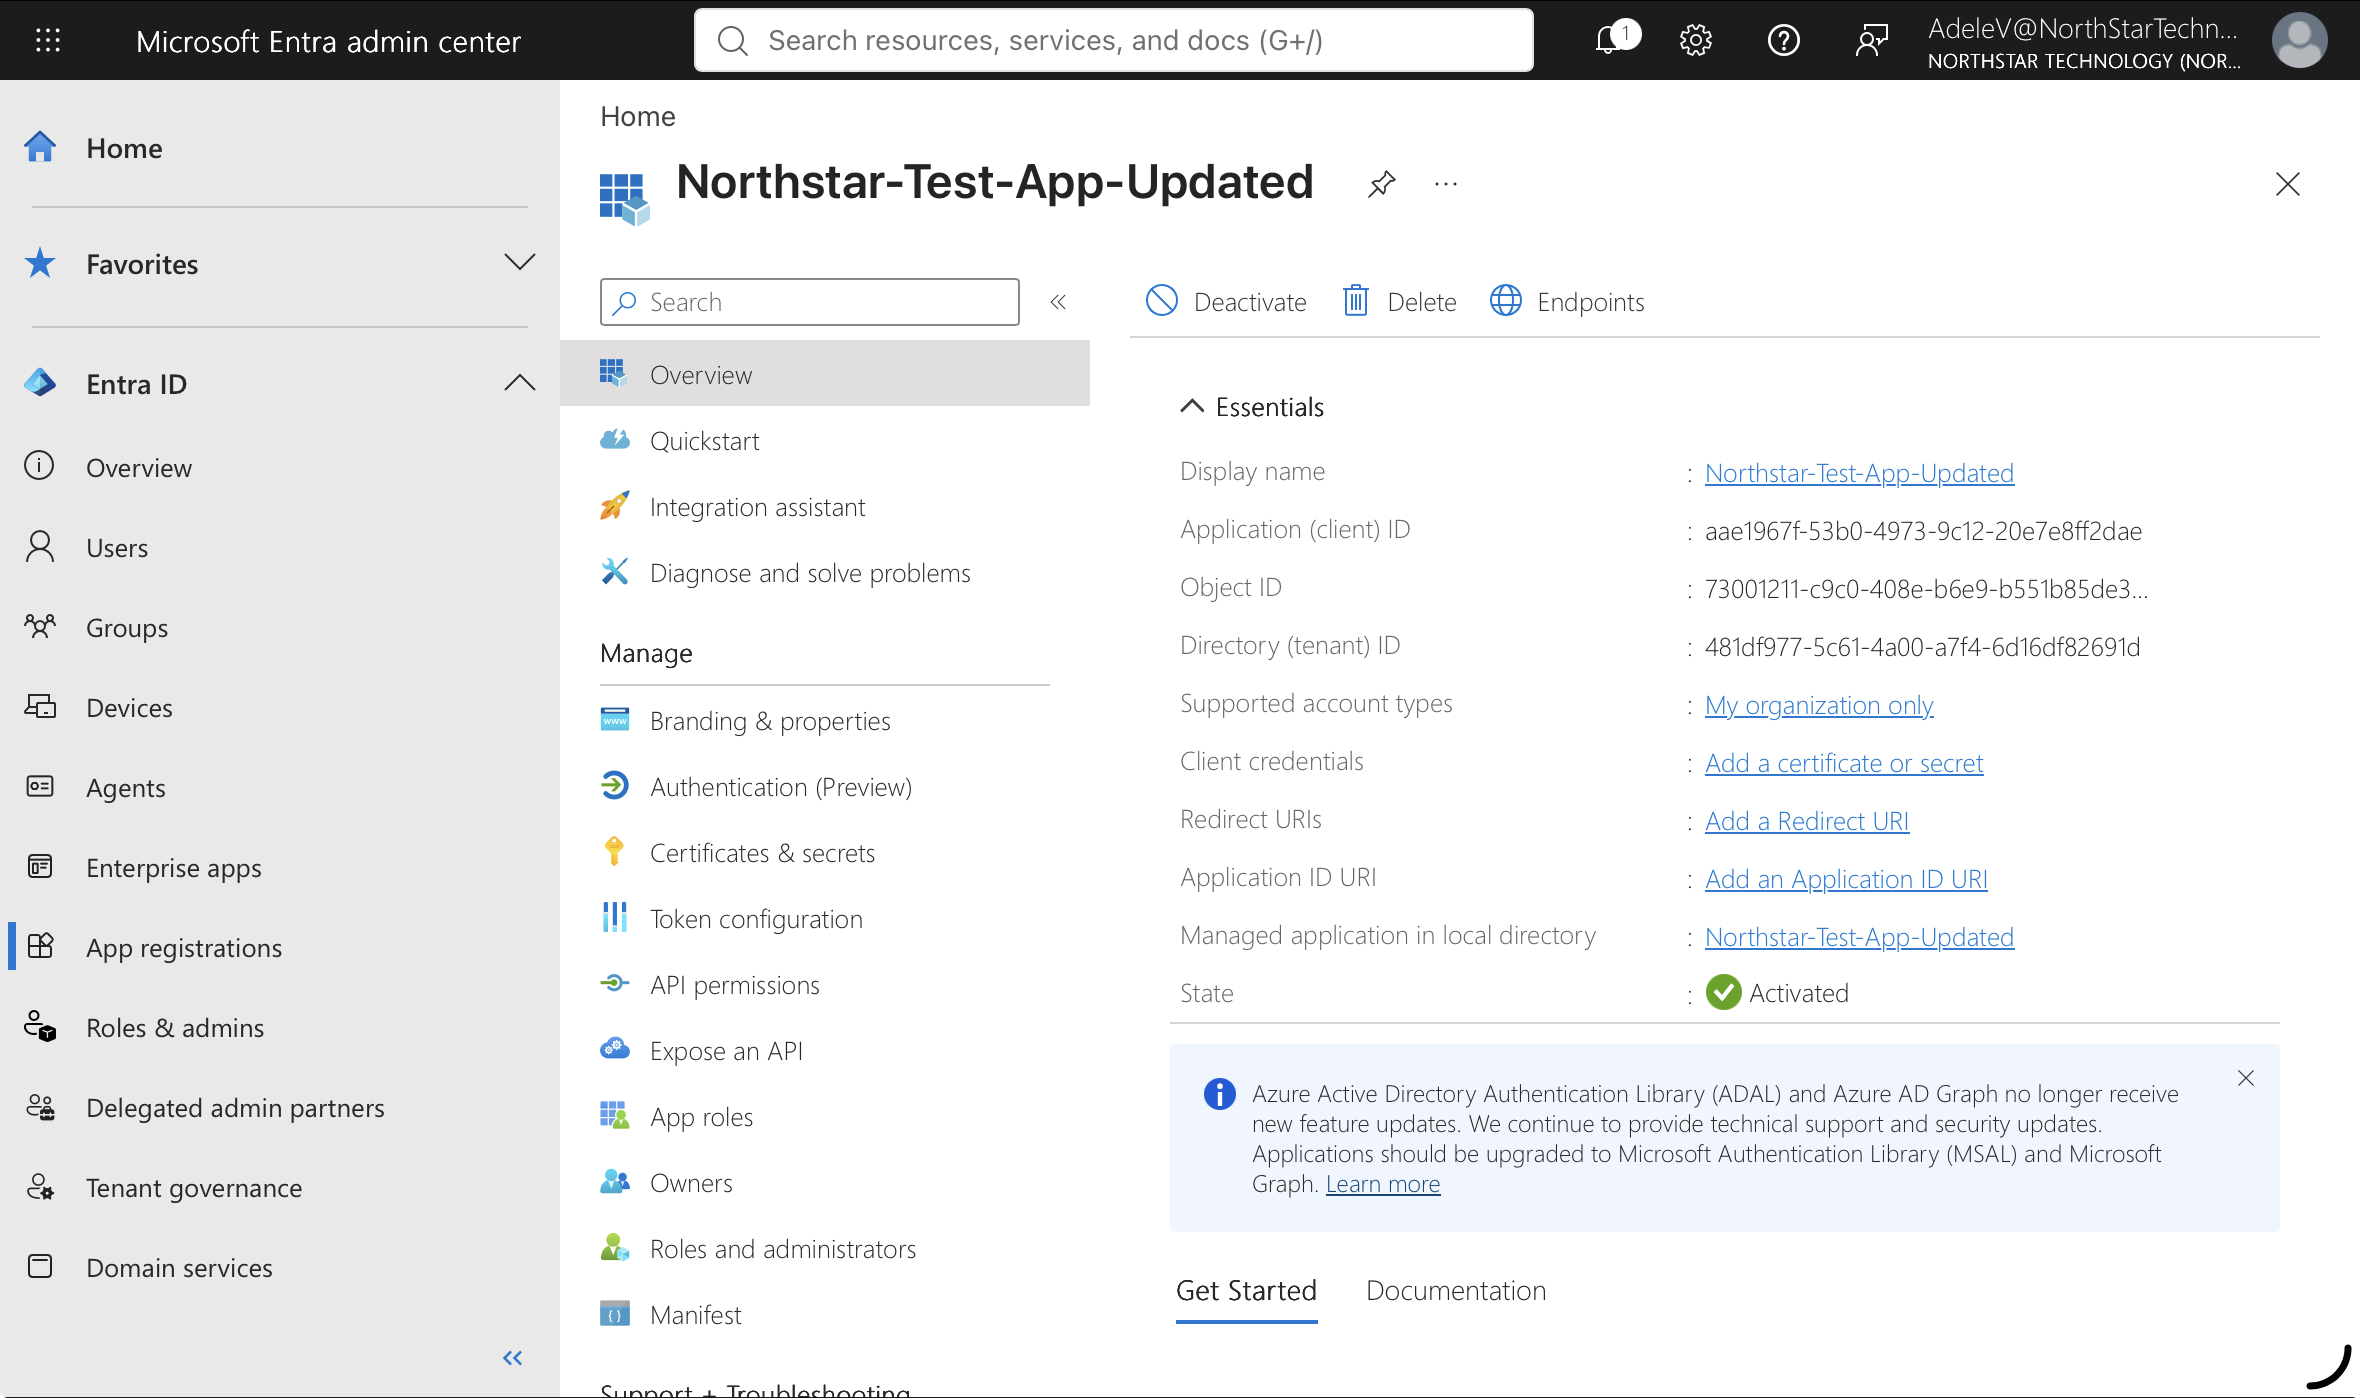 Microsoft Entra admin center
Search resources, services, and docs (G+/)
1
AdeleV@NorthStarTechn...
NORTHSTAR TECHNOLOGY (NOR...
Home
Favorites
Entra ID
Overview
Users
Groups
Devices
Agents
Enterprise apps
App registrations
Roles & admins
Delegated admin partners
Tenant governance
Domain services
Home
Northstar-Test-App-Updated
Search
Overview
Quickstart
Integration assistant
Diagnose and solve problems
Manage
Branding & properties
Authentication (Preview)
Certificates & secrets
Token configuration
API permissions
Expose an API
App roles
Owners
Roles and administrators
Manifest
Support + Troubleshooting
Deactivate
Delete
Endpoints
Essentials
Display name : Northstar-Test-App-Updated
Application (client) ID : aae1967f-53b0-4973-9c12-20e7e8ff2dae
Object ID : 73001211-c9c0-408e-b6e9-b551b85de3...
Directory (tenant) ID : 481df977-5c61-4a00-a7f4-6d16df82691d
Supported account types : My organization only
Client credentials : Add a certificate or secret
Redirect URIs : Add a Redirect URI
Application ID URI : Add an Application ID URI
Managed application in local directory : Northstar-Test-App-Updated
State : Activated
Azure Active Directory Authentication Library (ADAL) and Azure AD Graph no longer receive
new feature updates. We continue to provide technical support and security updates.
Applications should be upgraded to Microsoft Authentication Library (MSAL) and Microsoft
Graph. Learn more
Get Started
Documentation